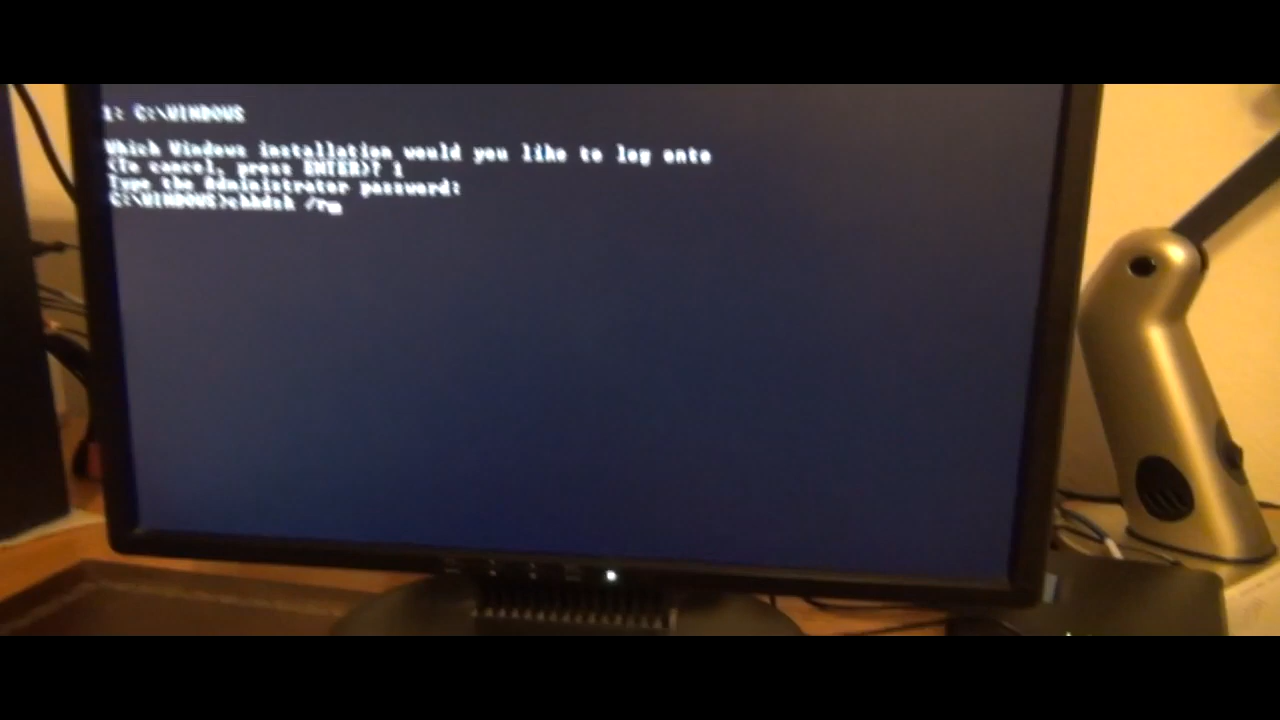 1: C:\WINDOWS
Which Windows installation would you like to log onto
(To cancel, press ENTER)? 1
Type the Administrator password:
C:\WINDOWS>chkdsk /r_